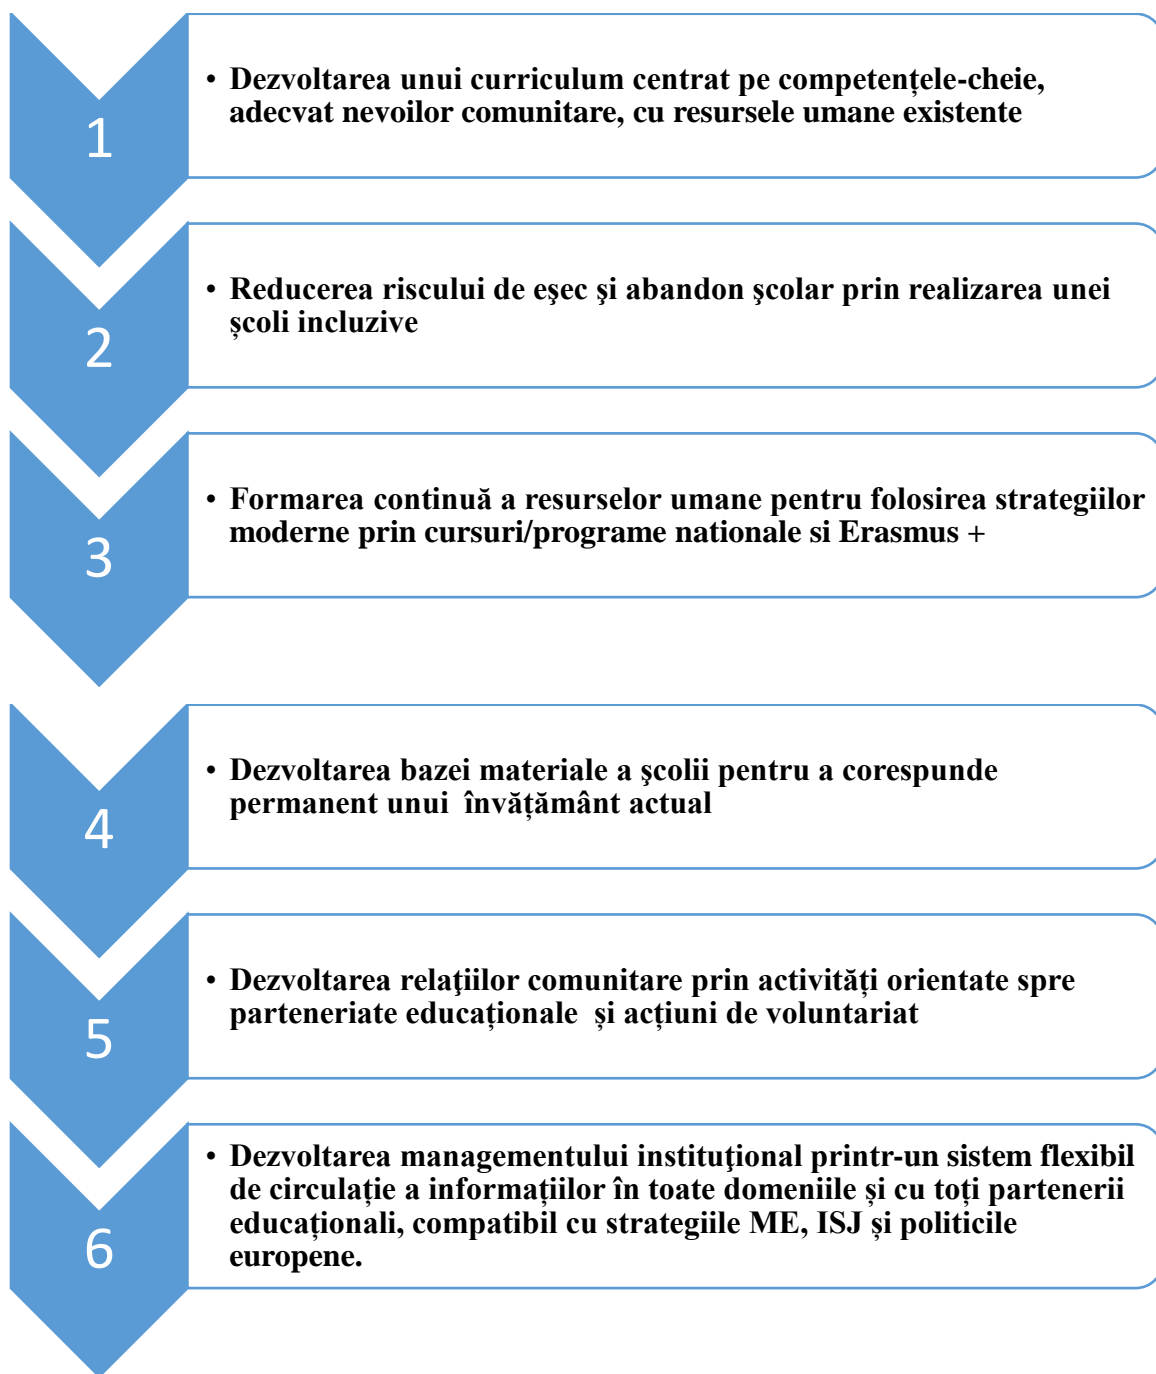 1
• Dezvoltarea unui curriculum centrat pe competențele-cheie,
adecvat nevoilor comunitare, cu resursele umane existente
2
• Reducerea riscului de eşec şi abandon şcolar prin realizarea unei
școli incluzive
3
• Formarea continuă a resurselor umane pentru folosirea strategiilor
moderne prin cursuri/programe nationale si Erasmus +
4
• Dezvoltarea bazei materiale a şcolii pentru a corespunde
permanent unui  învățământ actual
5
• Dezvoltarea relaţiilor comunitare prin activități orientate spre
parteneriate educaționale  și acțiuni de voluntariat
6
• Dezvoltarea managementului instituţional printr-un sistem flexibil
de circulație a informațiilor în toate domeniile și cu toți partenerii
educaționali, compatibil cu strategiile ME, ISJ și politicile
europene.